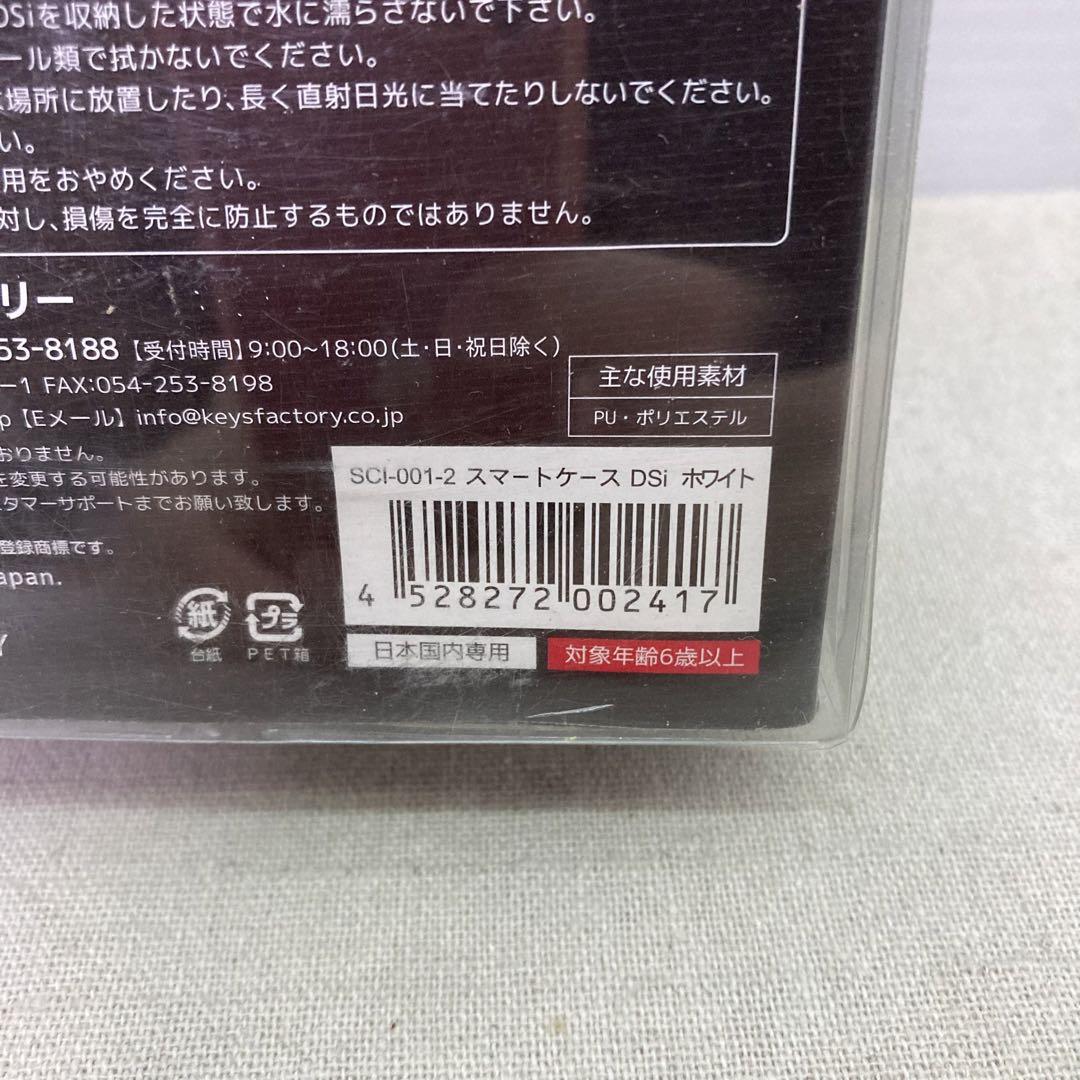 DSiを収納した状態で水に濡らさないで下さい。
ール類で拭かないでください。
場所に放置したり、長く直射日光に当てたりしないでください。
い。
用をおやめください。
対し、損傷を完全に防止するものではありません。
リー
53-8188【受付時間】9:00~18:00(土・日・祝日除く)
-1 FAX:054-253-8198
p【Eメール】info@keysfactory.co.jp
おりません。
を変更する可能性があります。
スタマーサポートまでお願い致します。
登録商標です。
apan.
Y
主な使用素材
PU・ポリエステル
SCI-001-2 スマートケース DSi ホワイト
4 528272 002417
紙
台紙
プラ
PET箱
日本国内専用
対象年齢6歳以上